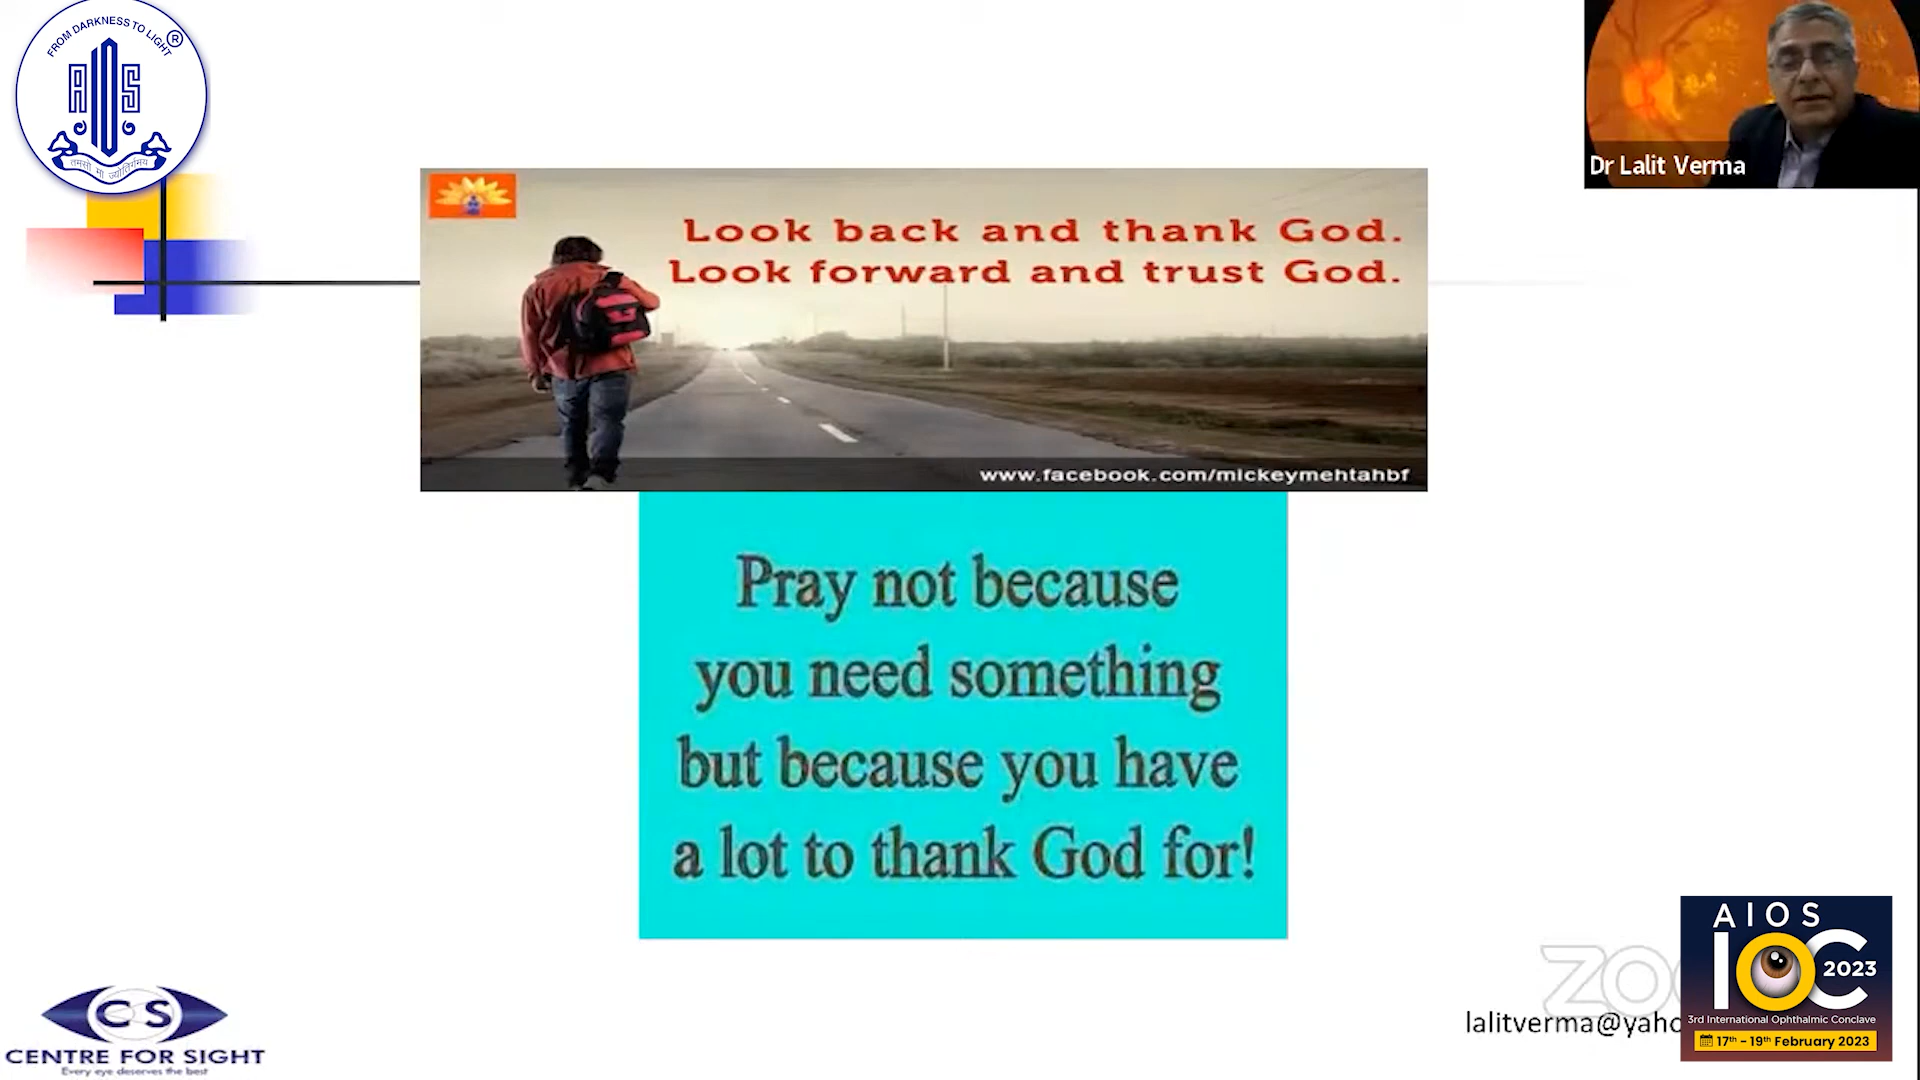 FROM DARKNESS TO LIGHT
®
AIOS
तमसो मा ज्योतिर्गमय
Dr Lalit Verma
Look back and thank God.
Look forward and trust God.
www.facebook.com/mickeymehtahbf
Pray not because
you need something
but because you have
a lot to thank God for!
CS
CENTRE FOR SIGHT
Every eye deserves the best
ZOO
lalitverma@yaho
AIOS
IOC 2023
3rd International Ophthalmic Conclave
17th - 19th February 2023